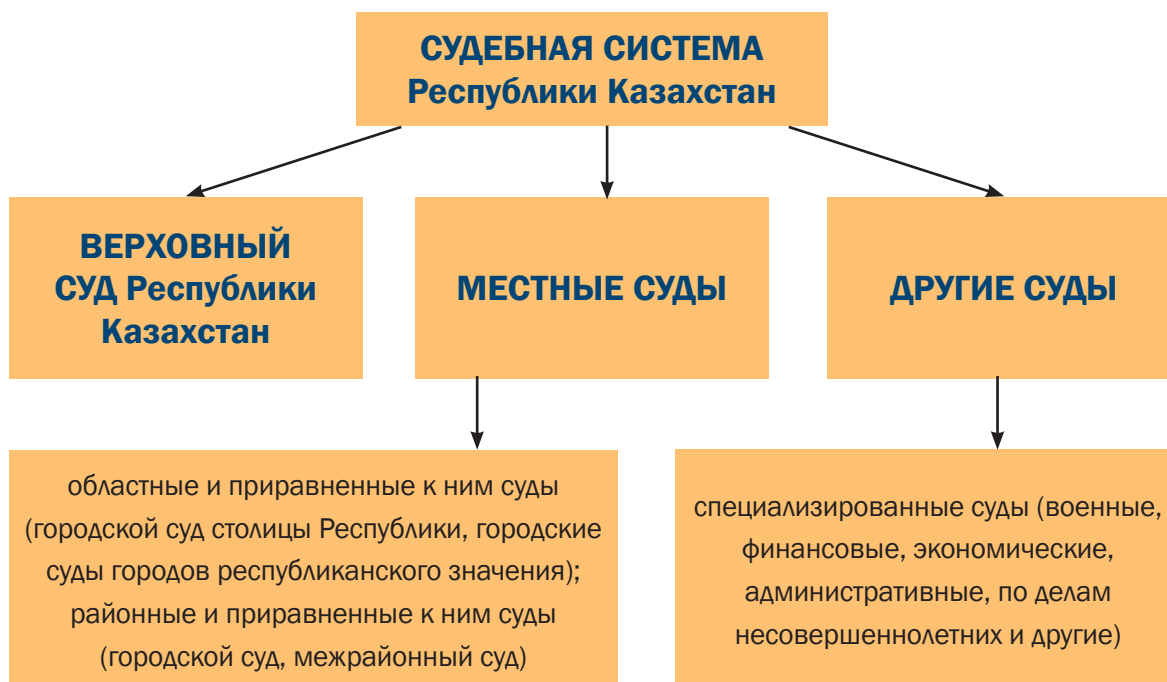 СУДЕБНАЯ СИСТЕМА
Республики Казахстан
ВЕРХОВНЫЙ
СУД Республики
Казахстан
МЕСТНЫЕ СУДЫ
ДРУГИЕ СУДЫ
областные и приравненные к ним суды
(городской суд столицы Республики, городские
суды городов республиканского значения);
районные и приравненные к ним суды
(городской суд, межрайонный суд)
специализированные суды (военные,
финансовые, экономические,
административные, по делам
несовершеннолетних и другие)